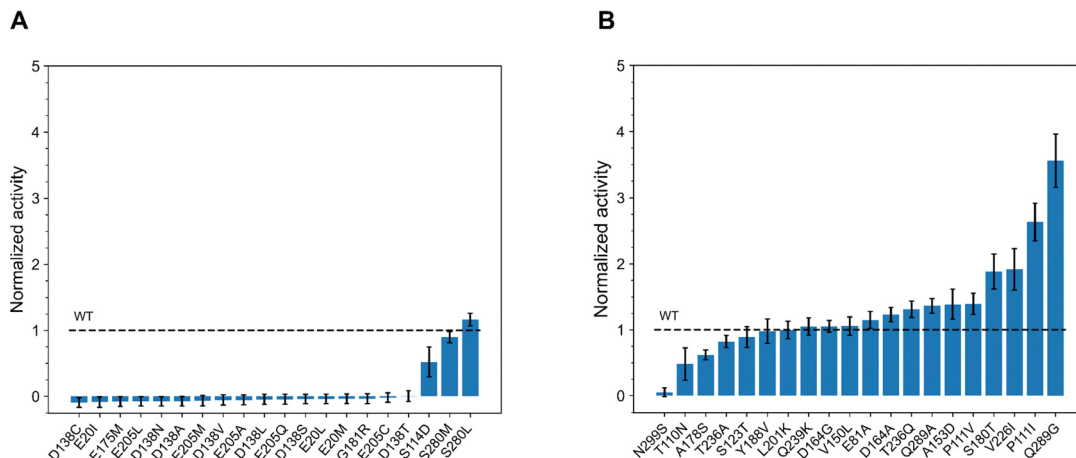 A
Normalized activity
5
4
3
2
1
0
WT
D138C
E20I
E175M
E205L
D138N
D138A
E205M
D138V
E205A
D138L
E205Q
D138S
E20L
E20M
G181R
E205C
D138T
S114D
S280M
S280L
B
Normalized activity
5
4
3
2
1
0
WT
N299S
T110N
A178S
T236A
S123T
Y188V
L201K
Q239K
D164G
V150L
E81A
D164A
T236Q
Q289A
A153D
P111V
S180T
V226I
P111I
Q289G